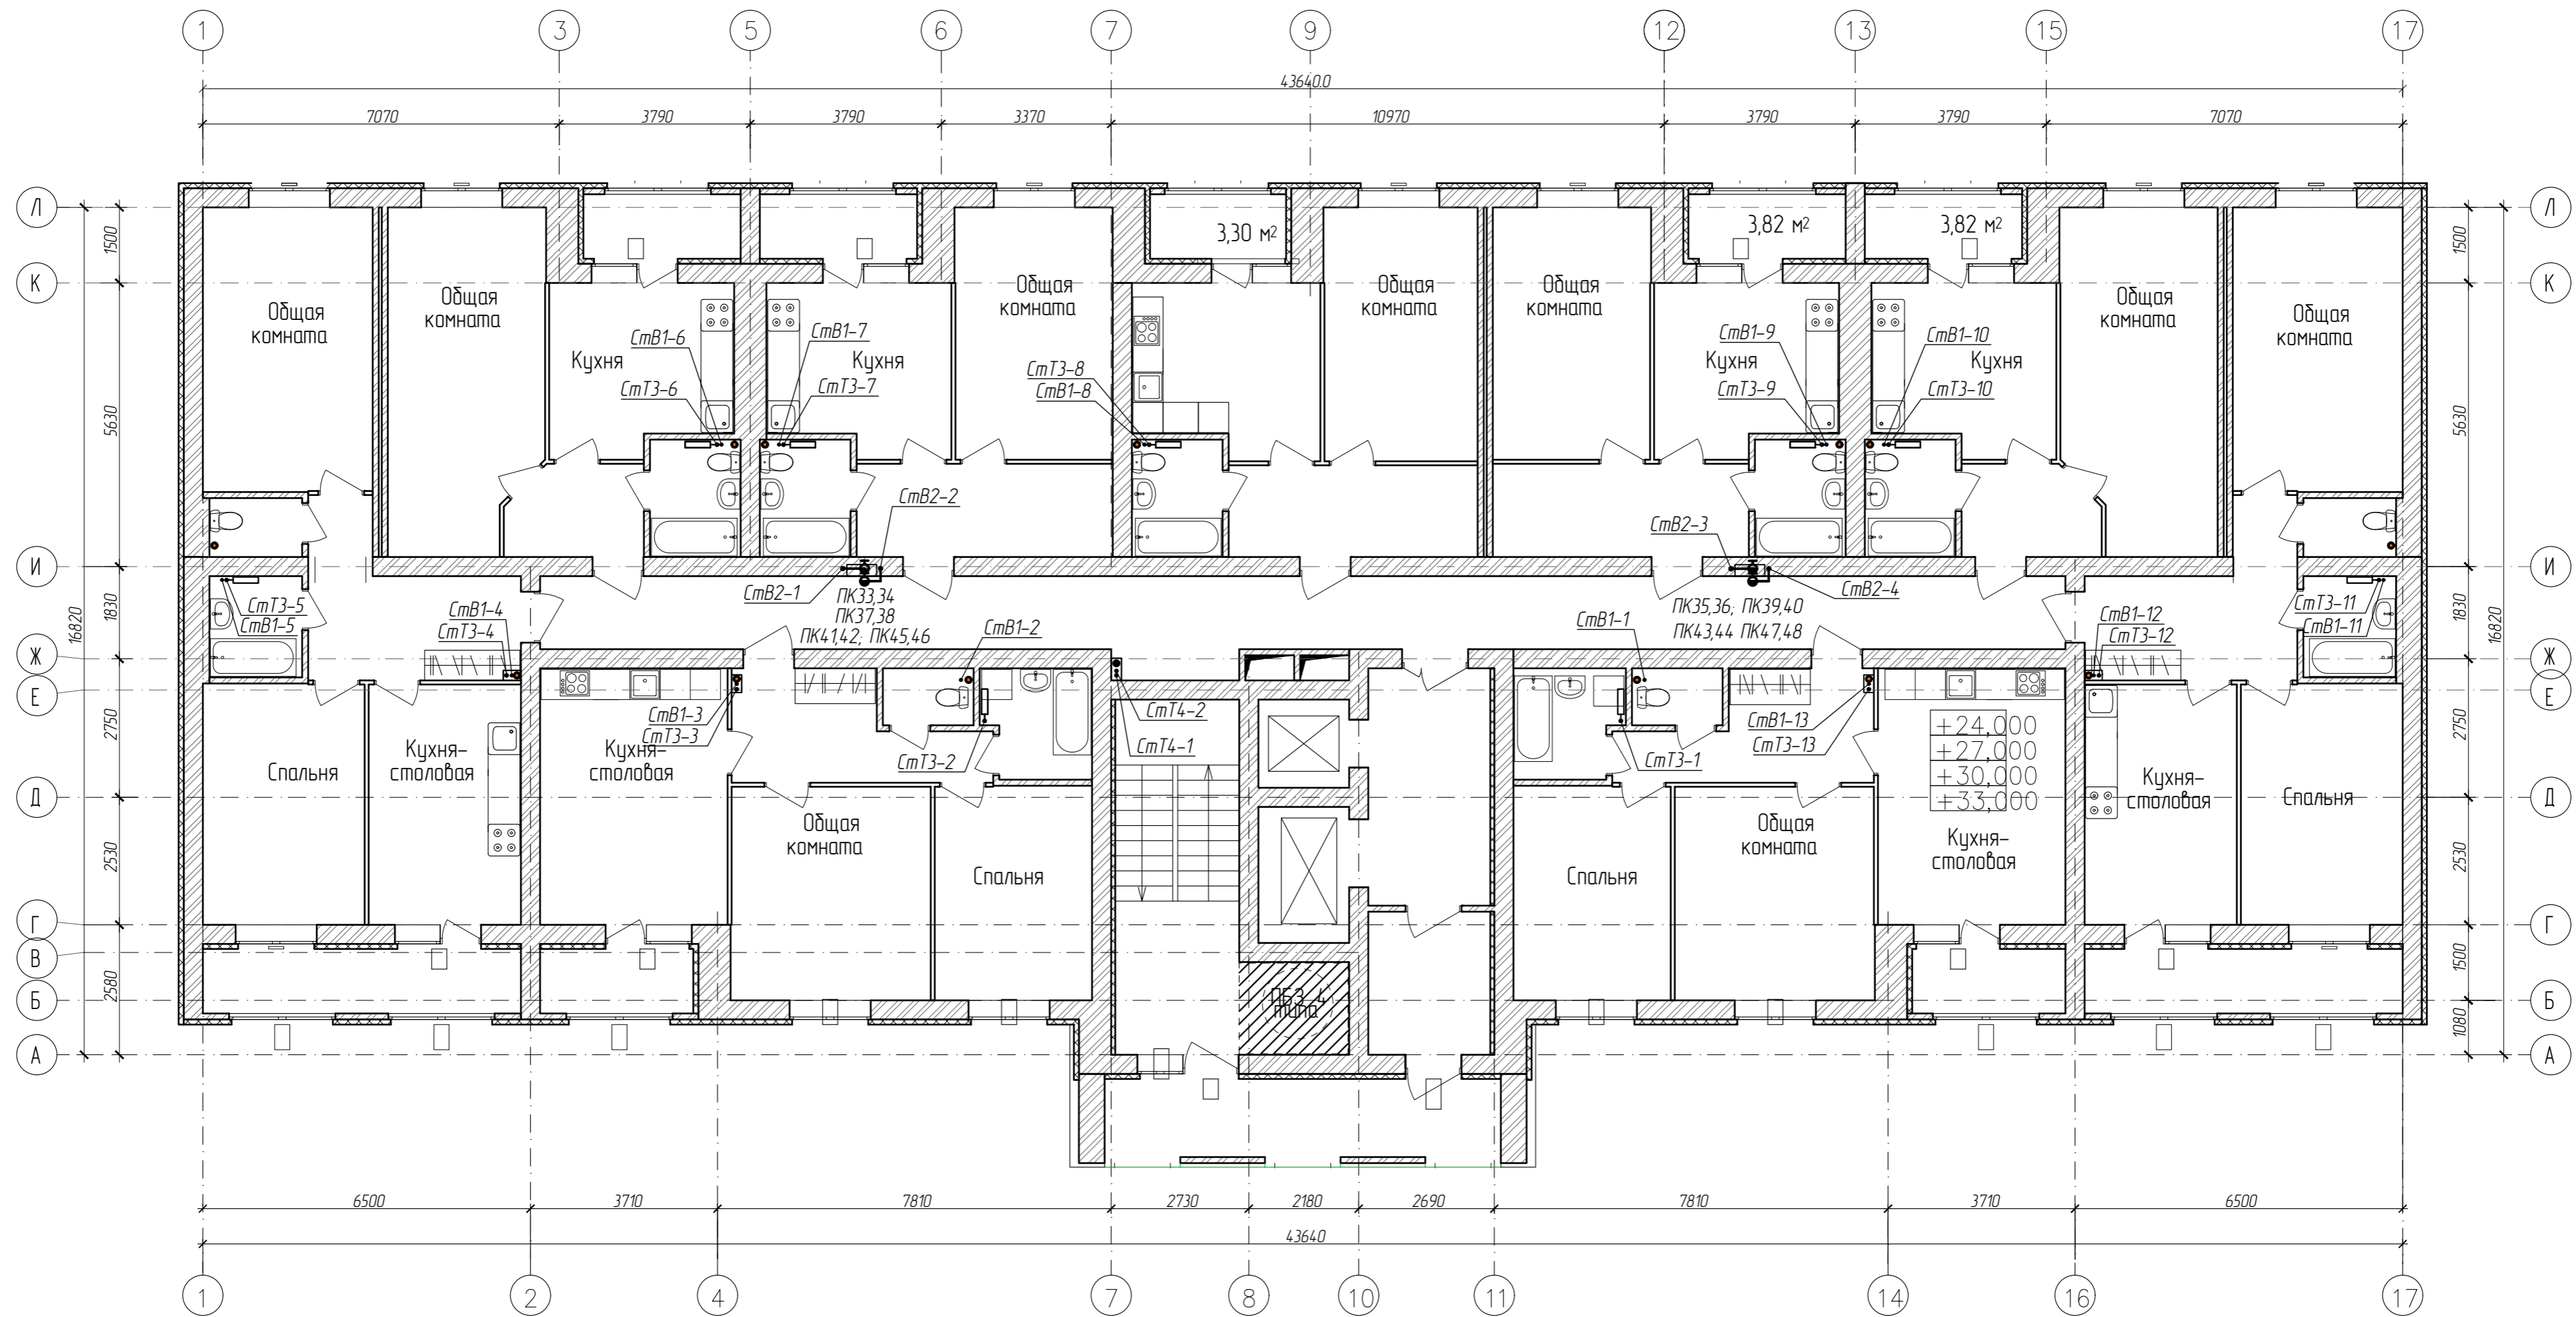 1 3 5 6 7 9 12 13 15 17
43640.0
7070 3790 3790 3370 10970 3790 3790 7070
Л Л
1500 3,30 м2 3,82 м2 3,82 м2 1500
К К
Общая
комната
Общая
комната
Общая
комната
Общая
комната
Общая
комната
Общая
комната
Общая
комната
5630 5630
СтВ1-6
СтТ3-6
Кухня
СтВ1-7
СтТ3-7
Кухня
СтТ3-8
СтВ1-8
СтВ1-9
Кухня
СтТ3-9
СтВ1-10
Кухня
СтТ3-10
СтВ2-2
СтВ2-3
И И
СтВ2-1
СтВ2-4
ПК33,34
ПК37,38
ПК41,42; ПК45,46
ПК35,36; ПК39,40
ПК43,44 ПК47,48
16820 1830 1830 16820
СтТ3-5
СтВ1-5
СтВ1-4
СтТ3-4
СтВ1-2
СтВ1-1
СтВ1-12
СтТ3-12
СтТ3-11
СтВ1-11
Ж Ж
Е Е
СтВ1-3
СтТ3-3
СтТ3-2
СтТ4-2
СтТ4-1
СтТ3-1
СтВ1-13
СтТ3-13
2750 2750
+24,000
+27,000
+30,000
+33,000
Спальня
Кухня-
столовая
Кухня-
столовая
Кухня-
столовая
Спальня
Д Д
Общая
комната
Спальня
Спальня
Общая
комната
Кухня-
столовая
2530 2530
Г Г
В
2580 1500
ПБЗ 4
типа
Б Б
1080
А А
6500 3710 7810 2730 2180 2690 7810 3710 6500
43640
1 2 4 7 8 10 11 14 16 17